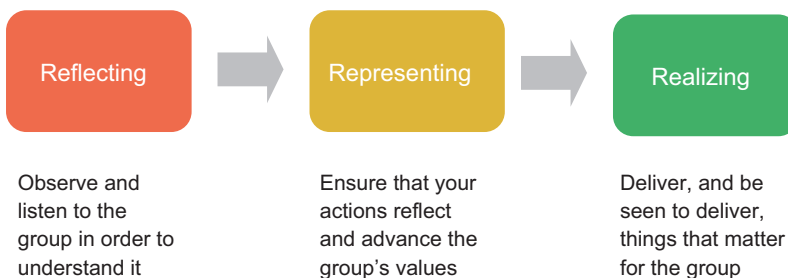 Reflecting
Representing
Realizing
Observe and
listen to the
group in order to
understand it
Ensure that your
actions reflect
and advance the
group's values
Deliver, and be
seen to deliver,
things that matter
for the group